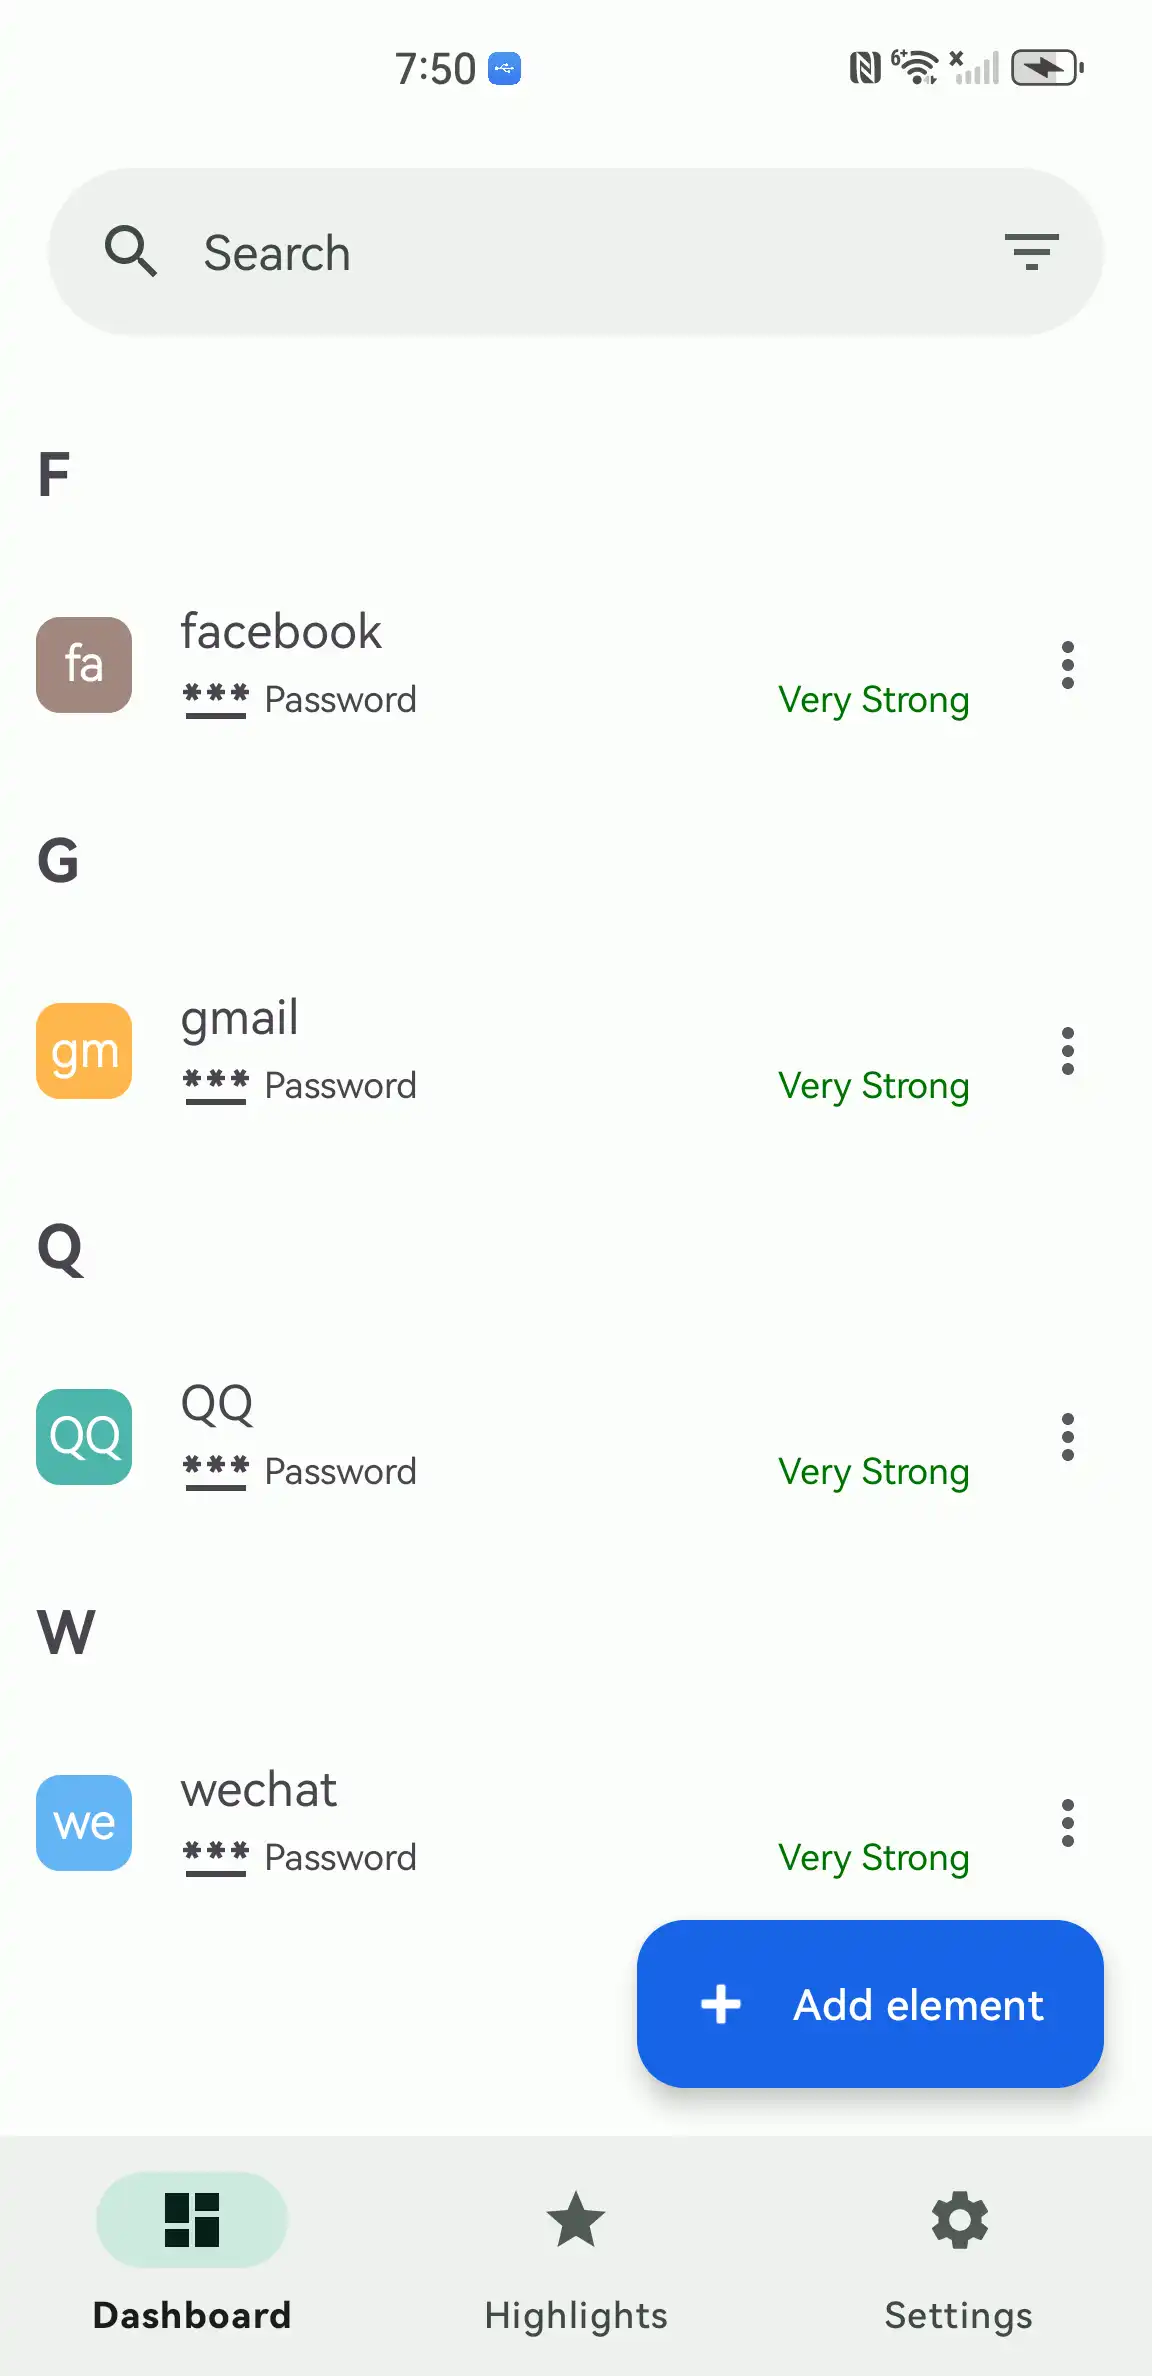 7:50
Search
F
fa
facebook
*** Password
Very Strong
G
gm
gmail
*** Password
Very Strong
Q
QQ
QQ
*** Password
Very Strong
W
we
wechat
*** Password
Very Strong
+ Add element
Dashboard
Highlights
Settings